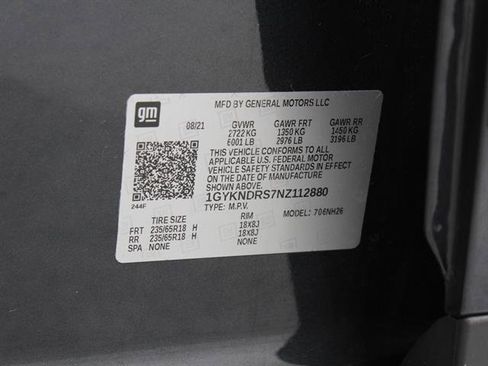 gm
MFD BY GENERAL MOTORS LLC
08/21 GVWR GAWR FRT GAWR RR
2722 KG 1350 KG 1450 KG
6001 LB 2976 LB 3196 LB
THIS VEHICLE CONFORMS TO ALL
APPLICABLE U.S. FEDERAL MOTOR
VEHICLE SAFETY STANDARDS IN EFFECT
ON THE DATE OF MANUFACTURE
SHOWN ABOVE.
1GYKNDRS7NZ112880
244F TYPE: M.P.V. MODEL: 706NH26
TIRE SIZE RIM
FRT 235/65R18 H 18X8J
RR 235/65R18 H 18X8J
SPA NONE NONE